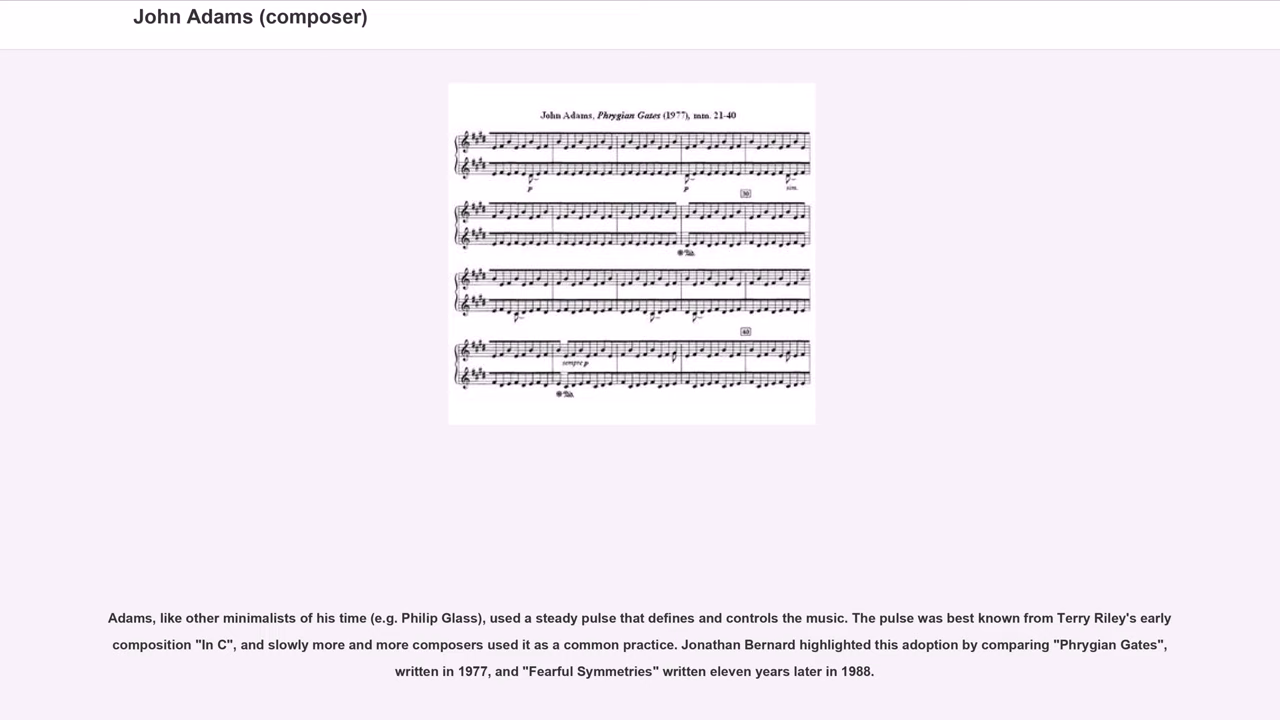 John Adams (composer)
John Adams, Phrygian Gates (1977), mm. 21-40
p p sim.
30
40
sempre p
Adams, like other minimalists of his time (e.g. Philip Glass), used a steady pulse that defines and controls the music. The pulse was best known from Terry Riley's early
composition "In C", and slowly more and more composers used it as a common practice. Jonathan Bernard highlighted this adoption by comparing "Phrygian Gates",
written in 1977, and "Fearful Symmetries" written eleven years later in 1988.